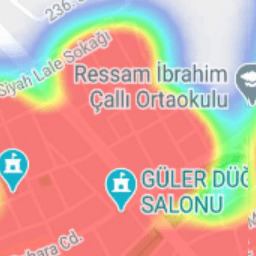 236.
Siyah Lale Sokağı
Ressam İbrahim
Çallı Ortaokulu
GÜLER DÜĞ
SALONU
Cd.